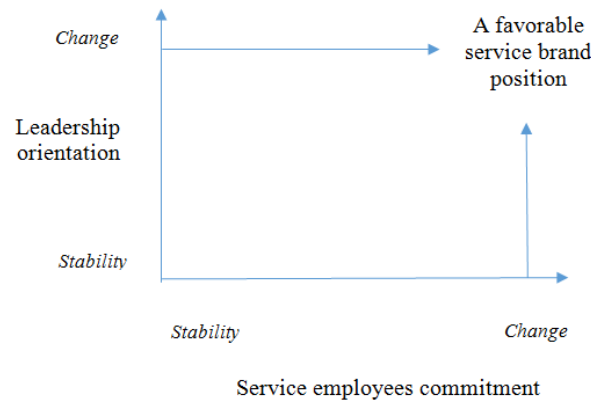 Change
A favorable
service brand
position
Leadership
orientation
Stability
Stability
Change
Service employees commitment